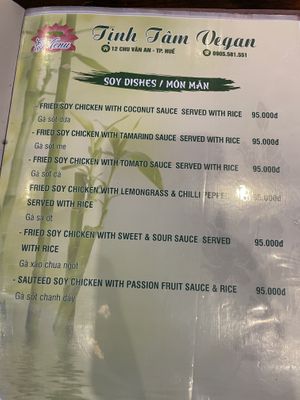 Menu
Tịnh Tâm Vegan
12 CHU VĂN AN - TP. HUẾ 0905.581.551
SOY DISHES / MÓN MẶN
- FRIED SOY CHICKEN WITH COCONUT SAUCE SERVED WITH RICE 95.000đ
Gà sốt dừa
- FRIED SOY CHICKEN WITH TAMARIND SAUCE SERVED WITH RICE 95.000đ
Gà sốt me
- FRIED SOY CHICKEN WITH TOMATO SAUCE SERVED WITH RICE 95.000đ
Gà sốt cà
FRIED SOY CHICKEN WITH LEMONGRASS & CHILLI PEPPER 95.000đ
SERVED WITH RICE
Gà sả ớt
- FRIED SOY CHICKEN WITH SWEET & SOUR SAUCE SERVED 95.000đ
WITH RICE
Gà xào chua ngọt
- SAUTEED SOY CHICKEN WITH PASSION FRUIT SAUCE & RICE 95.000đ
Gà sốt chanh dây